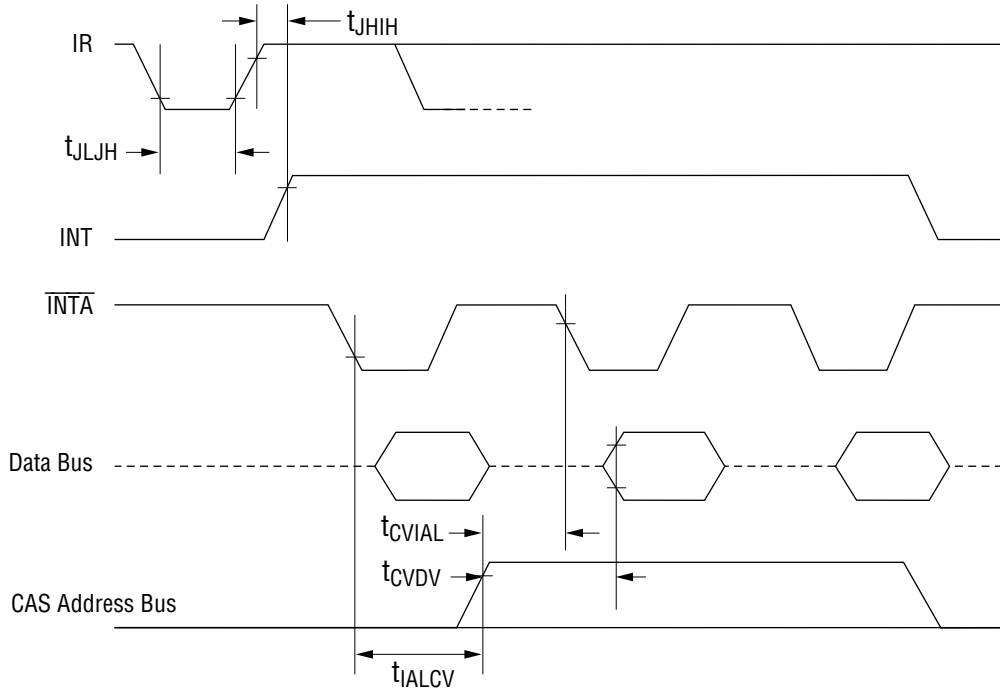 tJHIH
IR
tJLJH
INT
INTA
Data Bus
tCVIAL
tCVDV
CAS Address Bus
tIALCV